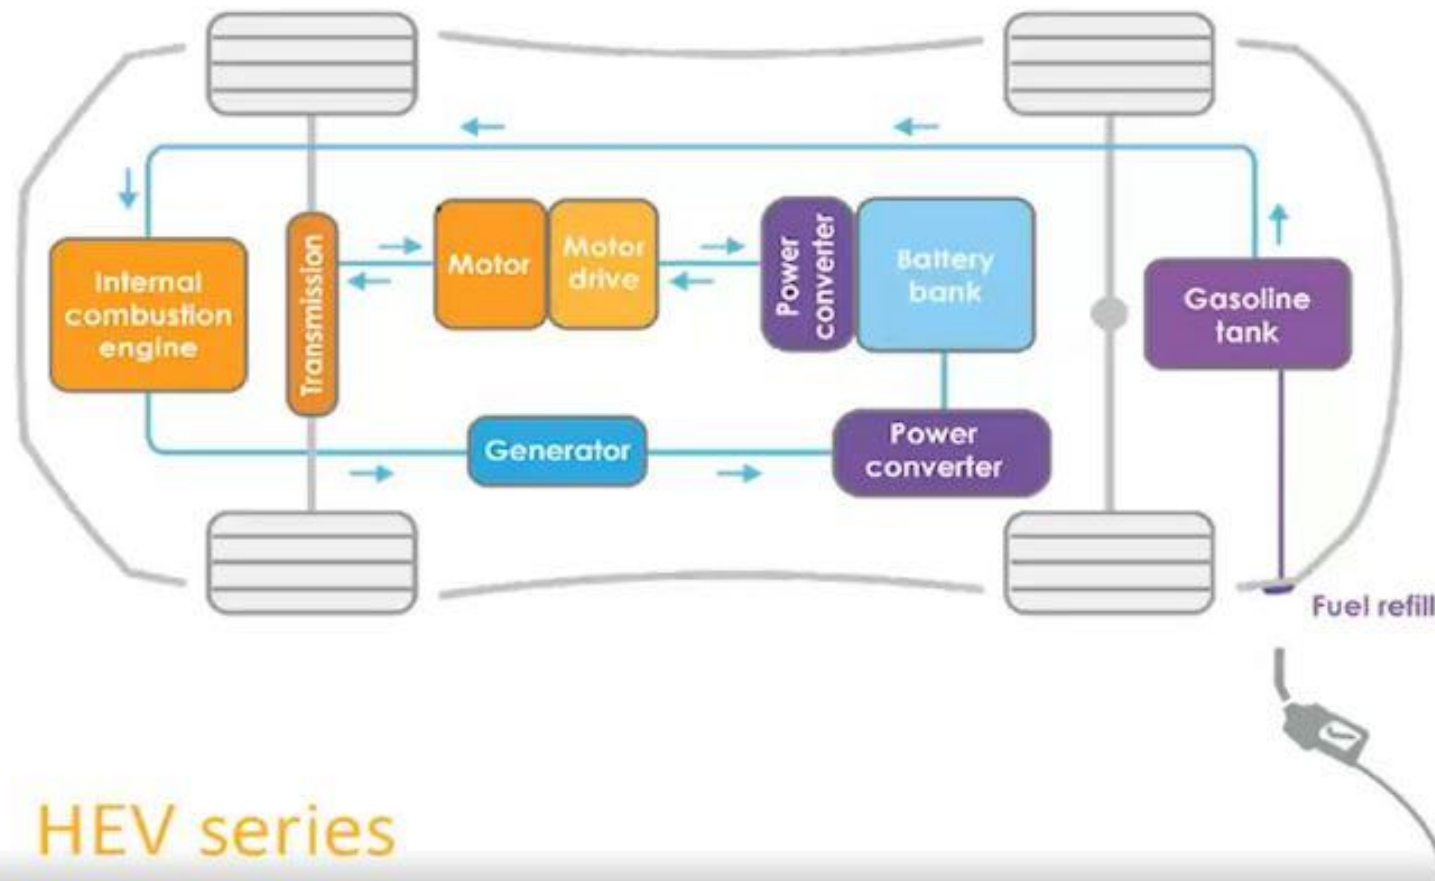 Internal
combustion
engine
Transmission
Motor
Motor
drive
Power
converter
Battery
bank
Gasoline
tank
Generator
Power
converter
Fuel refill
HEV series